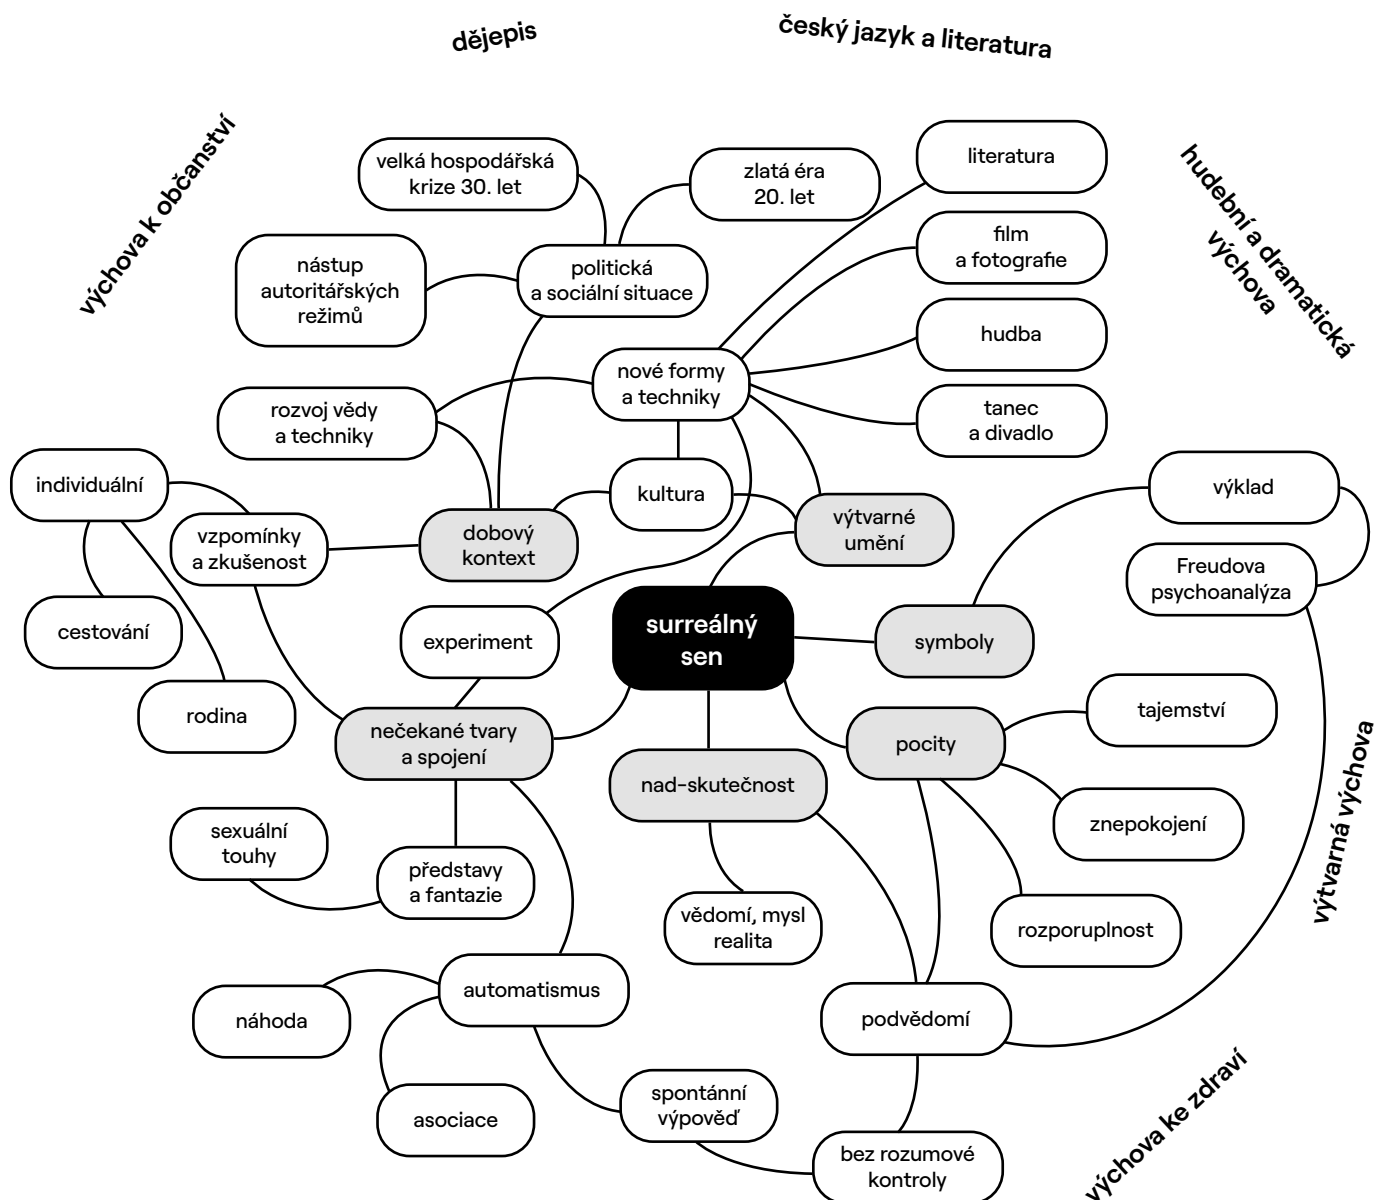 dějepis
český jazyk a literatura
výchova k občanství
hudební a dramatická
výchova
velká hospodářská
krize 30. let
zlatá éra
20. let
literatura
film
a fotografie
nástup
autoritářských
režimů
politická
a sociální situace
hudba
nové formy
a techniky
rozvoj vědy
a techniky
tanec
a divadlo
individuální
kultura
výklad
vzpomínky
a zkušenost
dobový
kontext
výtvarné
umění
Freudova
psychoanalýza
cestování
experiment
surreálný
sen
symboly
rodina
nečekané tvary
a spojení
pocity
tajemství
nad-skutečnost
znepokojení
výtvarná výchova
sexuální
touhy
představy
a fantazie
vědomí, mysl
realita
rozporuplnost
automatismus
náhoda
podvědomí
asociace
spontánní
výpověď
bez rozumové
kontroly
výchova ke zdraví